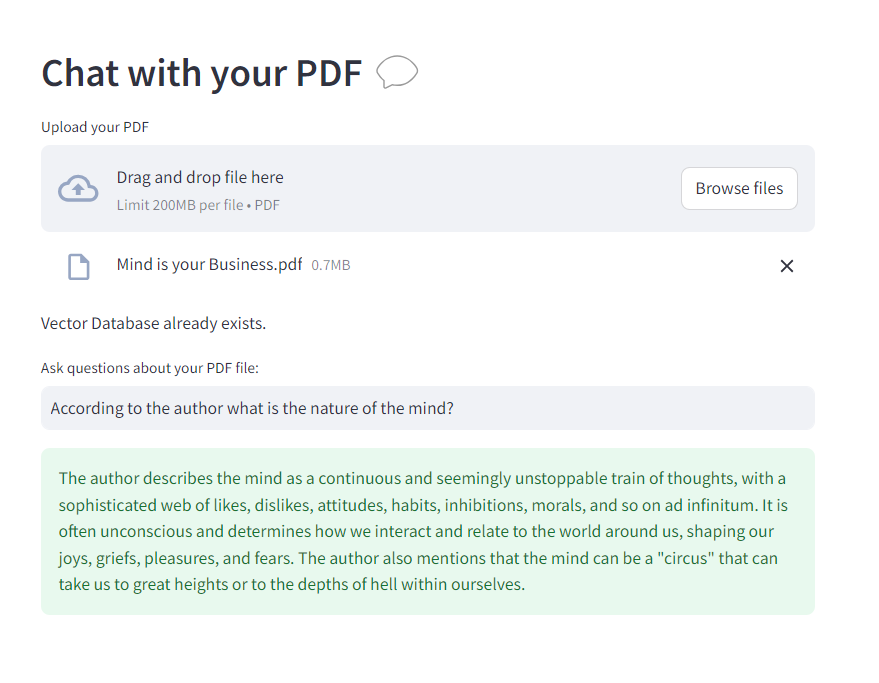 Chat with your PDF
Upload your PDF
Drag and drop file here
Limit 200MB per file • PDF
Browse files
Mind is your Business.pdf 0.7MB
Vector Database already exists.
Ask questions about your PDF file:
According to the author what is the nature of the mind?
The author describes the mind as a continuous and seemingly unstoppable train of thoughts, with a
sophisticated web of likes, dislikes, attitudes, habits, inhibitions, morals, and so on ad infinitum. It is
often unconscious and determines how we interact and relate to the world around us, shaping our
joys, griefs, pleasures, and fears. The author also mentions that the mind can be a "circus" that can
take us to great heights or to the depths of hell within ourselves.